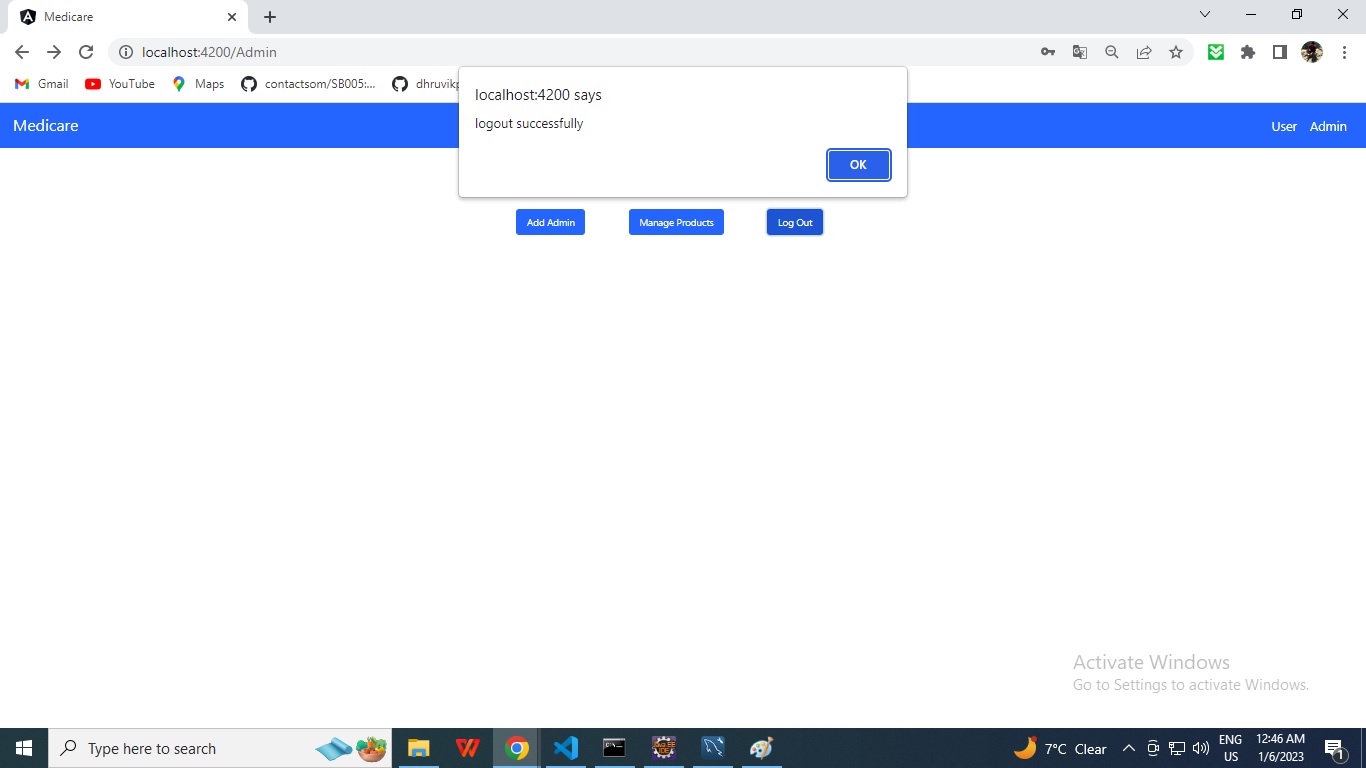 Medicare
localhost:4200/Admin
Gmail YouTube Maps contactsom/SB005:... dhruvikp
localhost:4200 says
logout successfully
OK
Medicare User Admin
Add Admin Manage Products Log Out
Activate Windows
Go to Settings to activate Windows.
Type here to search
7°C Clear
ENG
US
12:46 AM
1/6/2023
1